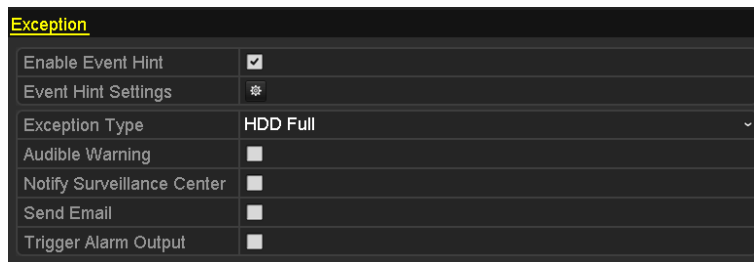 Exception
Enable Event Hint
Event Hint Settings
Exception Type HDD Full
Audible Warning
Notify Surveillance Center
Send Email
Trigger Alarm Output